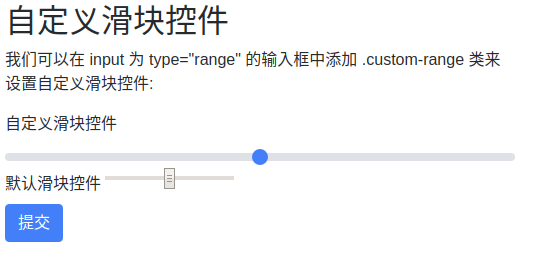 自定义滑块控件
我们可以在 input 为 type="range" 的输入框中添加 .custom-range 类来
设置自定义滑块控件:
自定义滑块控件
默认滑块控件
提交